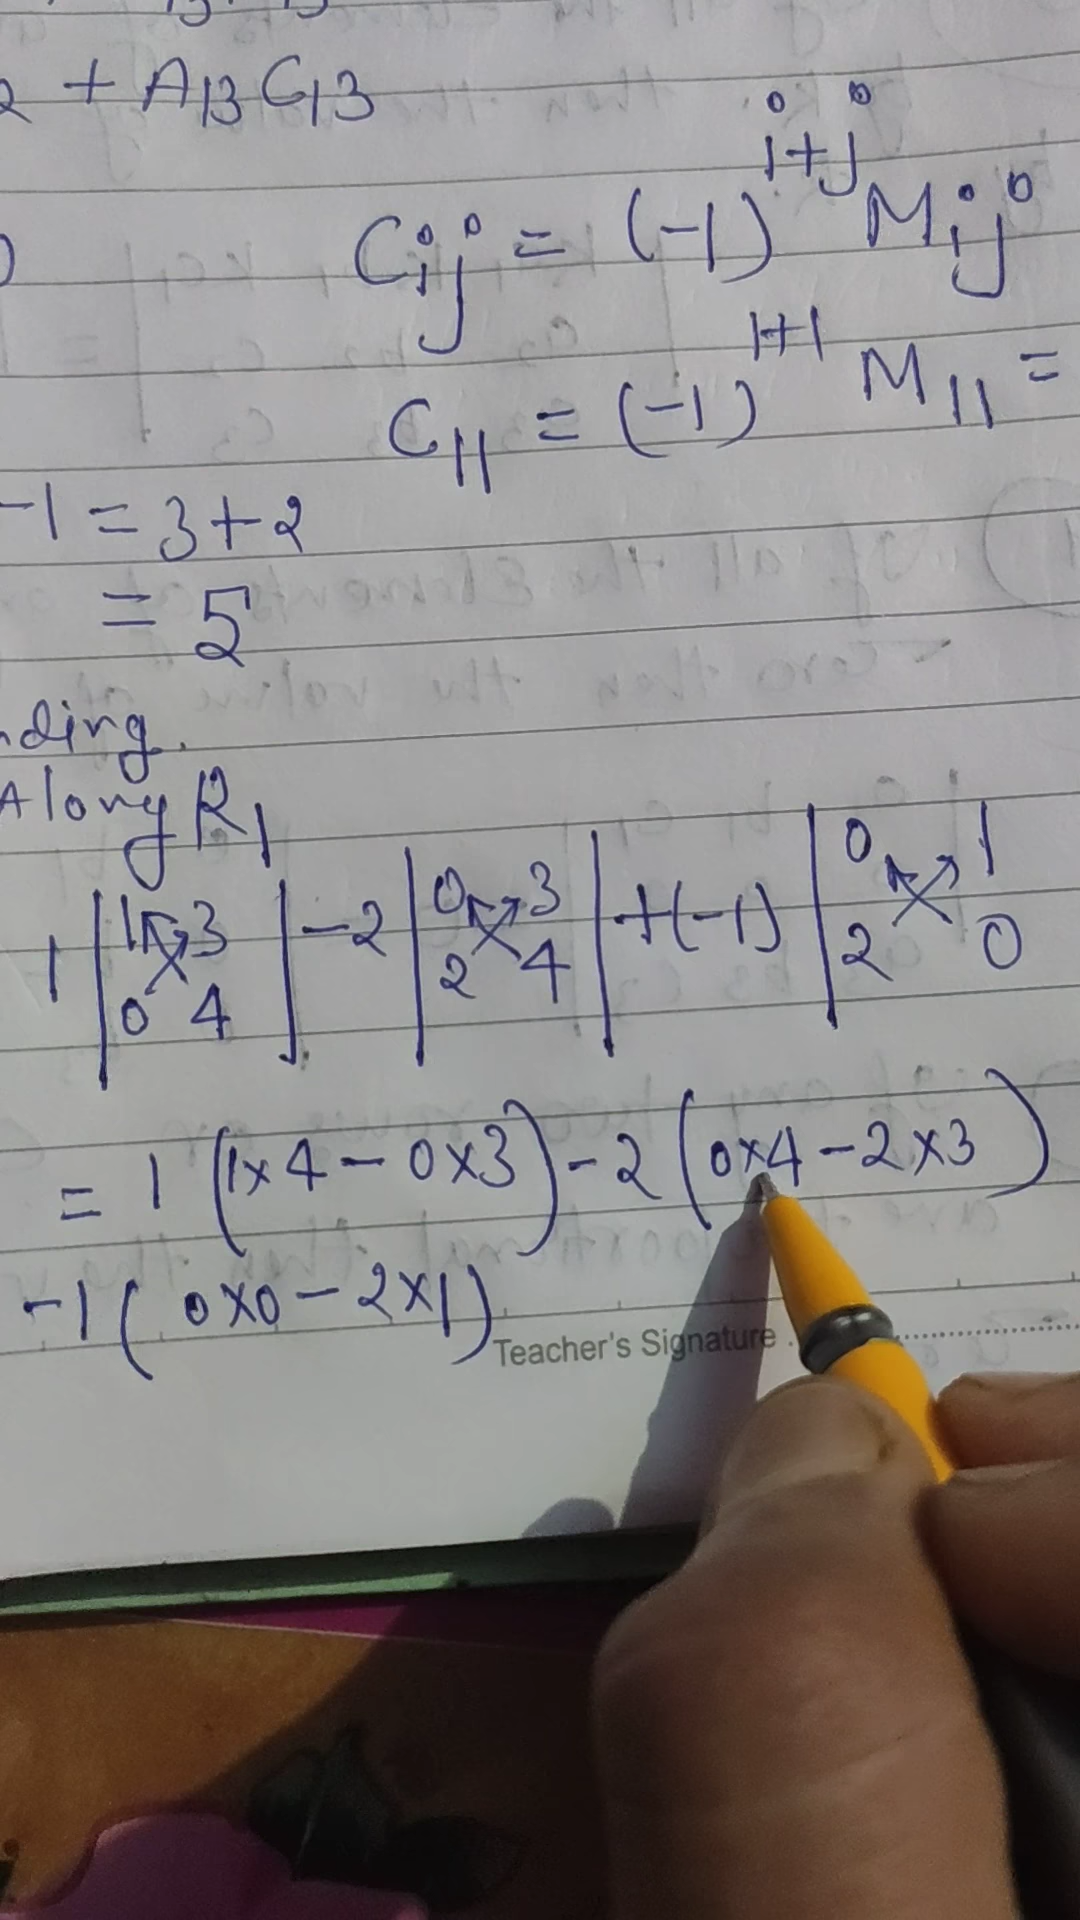 2 + A13 C13
i+j
Cij = (-1) Mij
1+1
C11 = (-1) M11 =
-1 = 3+2
= 5
nding.
Along R1
1 |1 3| -2 |0 3| +(-1) |0 1|
|0 4| |2 4| |2 0|
= 1 (1×4 - 0×3) -2 (0×4 -2×3)
-1 (0×0 - 2×1)
Teacher's Signature